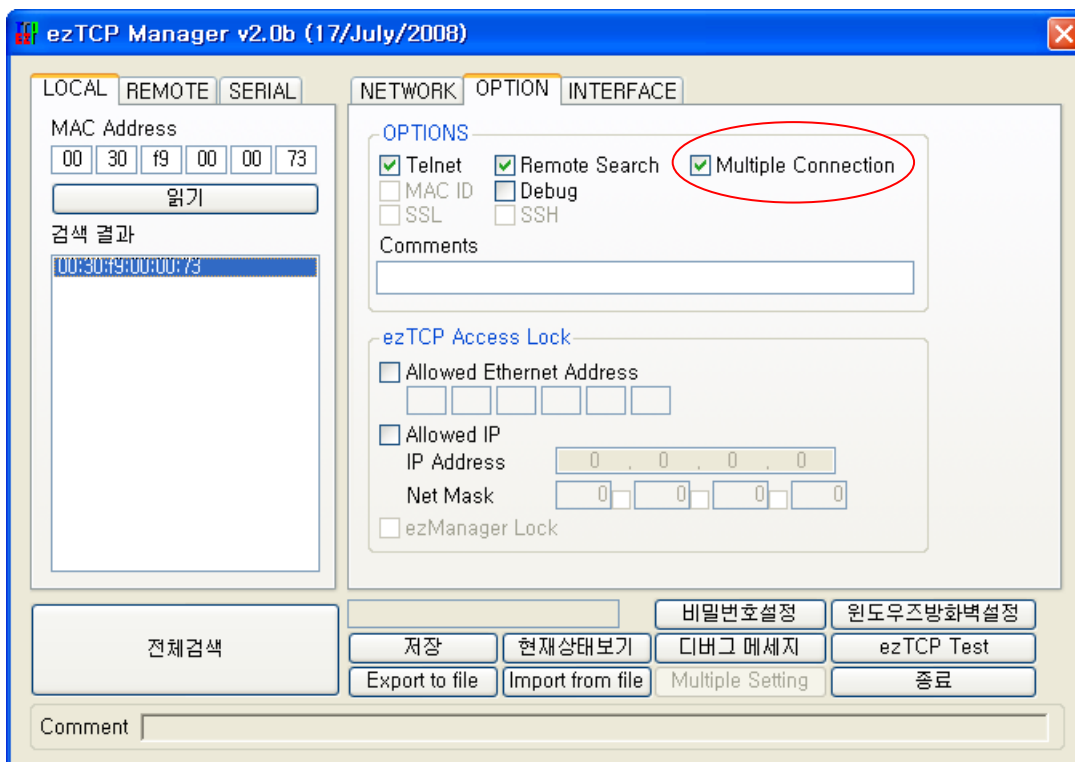 ezTCP Manager v2.0b (17/July/2008)
LOCAL REMOTE SERIAL
MAC Address
00 30 f9 00 00 73
읽기
검색 결과
00:30:f9:00:00:73
NETWORK OPTION INTERFACE
OPTIONS
Telnet Remote Search Multiple Connection
MAC ID Debug
SSL SSH
Comments
ezTCP Access Lock
Allowed Ethernet Address
Allowed IP
IP Address 0 . 0 . 0 . 0
Net Mask 0 0 0 0
ezManager Lock
전체검색
비밀번호설정 윈도우즈방화벽설정
저장 현재상태보기 디버그 메세지 ezTCP Test
Export to file Import from file Multiple Setting 종료
Comment